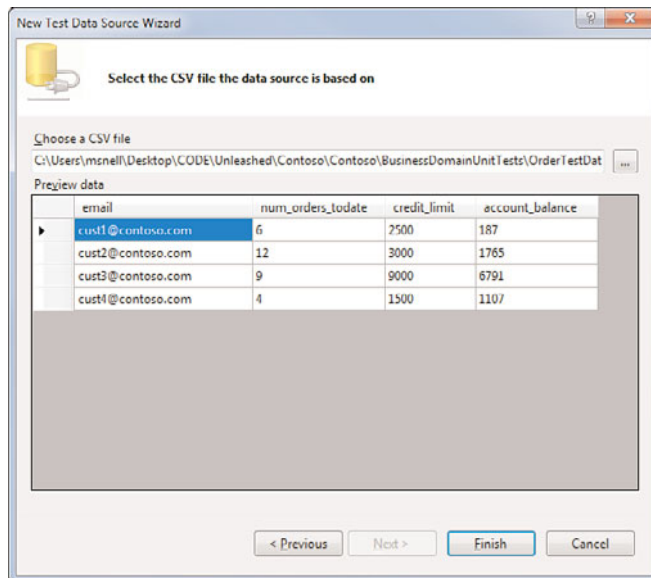 New Test Data Source Wizard
Select the CSV file the data source is based on
Choose a CSV file
C:\Users\msnell\Desktop\CODE\Unleashed\Contoso\Contoso\BusinessDomainUnitTests\OrderTestDat ...
Preview data
email num_orders_todate credit_limit account_balance
cust1@contoso.com 6 2500 187
cust2@contoso.com 12 3000 1765
cust3@contoso.com 9 9000 6791
cust4@contoso.com 4 1500 1107
< Previous Next > Finish Cancel